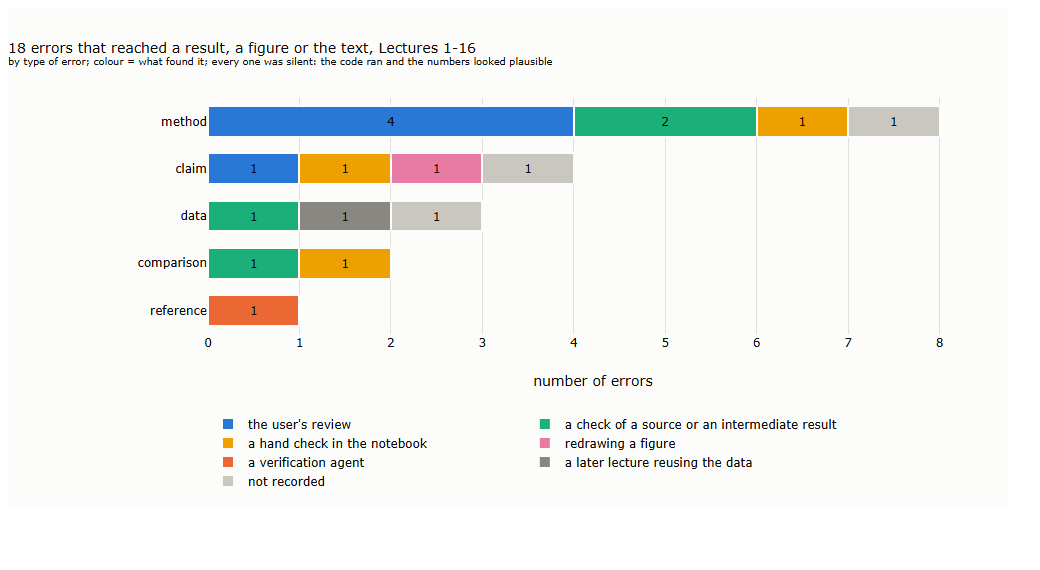 18 errors that reached a result, a figure or the text, Lectures 1-16
by type of error; colour = what found it; every one was silent: the code ran and the numbers looked plausible
method 4 2 1 1
claim 1 1 1 1
data 1 1 1
comparison 1 1
reference 1
0 1 2 3 4 5 6 7 8
number of errors
the user's review a check of a source or an intermediate result
a hand check in the notebook redrawing a figure
a verification agent a later lecture reusing the data
not recorded